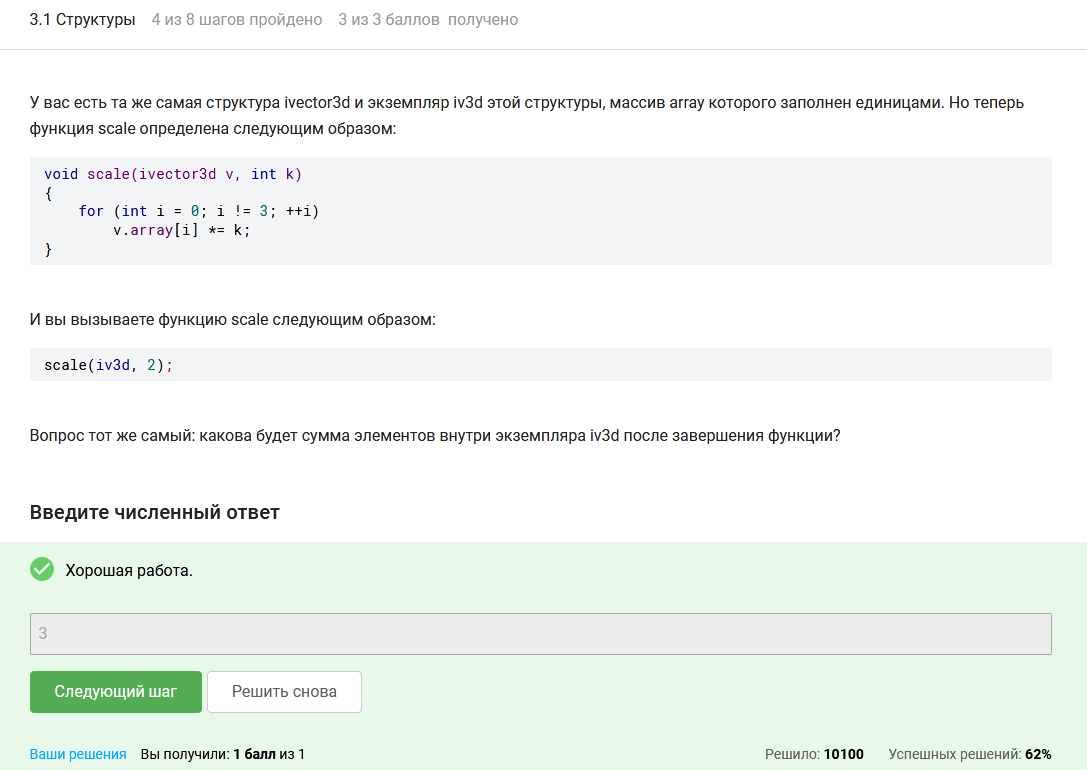 3.1 Структуры 4 из 8 шагов пройдено 3 из 3 баллов получено
У вас есть та же самая структура ivector3d и экземпляр iv3d этой структуры, массив array которого заполнен единицами. Но теперь
функция scale определена следующим образом:
void scale(ivector3d v, int k)
{
    for (int i = 0; i != 3; ++i)
        v.array[i] *= k;
}
И вы вызываете функцию scale следующим образом:
scale(iv3d, 2);
Вопрос тот же самый: какова будет сумма элементов внутри экземпляра iv3d после завершения функции?
Введите численный ответ
Хорошая работа.
3
Следующий шаг Решить снова
Ваши решения Вы получили: 1 балл из 1 Решило: 10100 Успешных решений: 62%